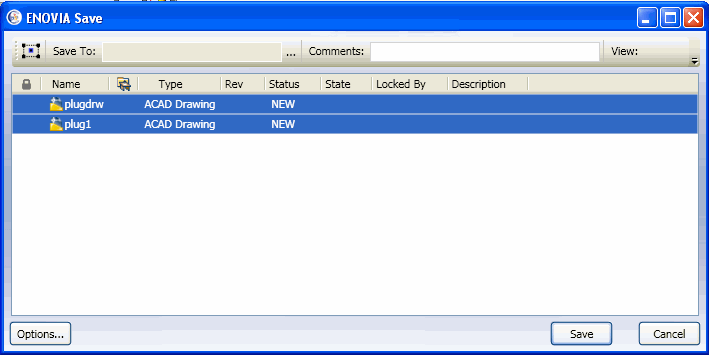 ENOVIA Save
Save To: ... Comments: View:
Name Type Rev Status State Locked By Description
plugdrw ACAD Drawing NEW
plug1 ACAD Drawing NEW
Options... Save Cancel